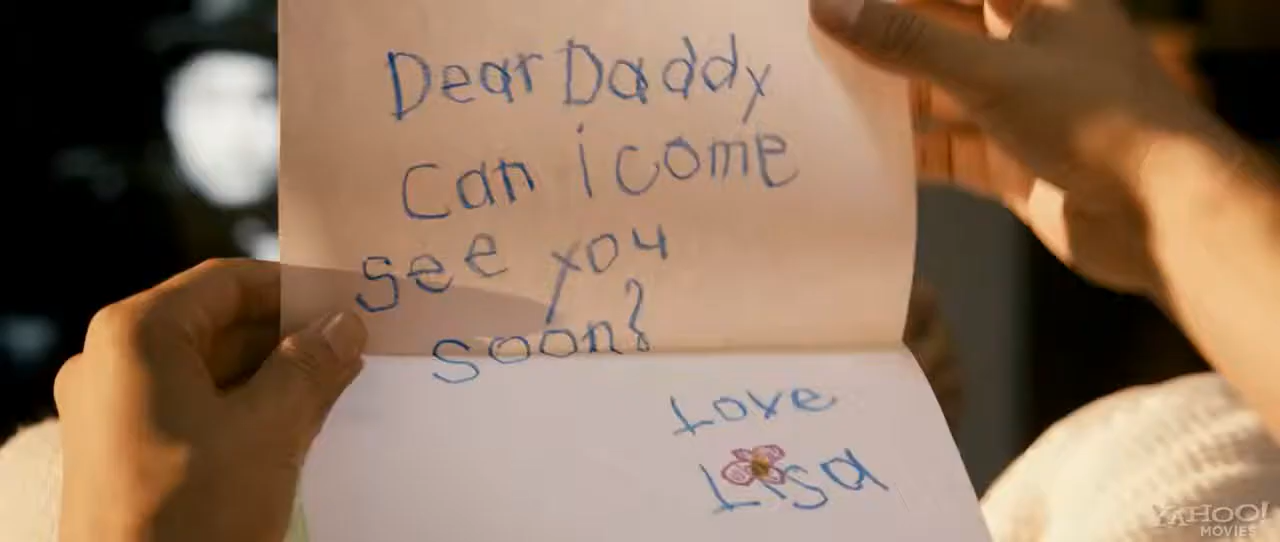 Dear Daddy
Can i come
see you
soon?
Love
Lisa
YAHOO!
MOVIES